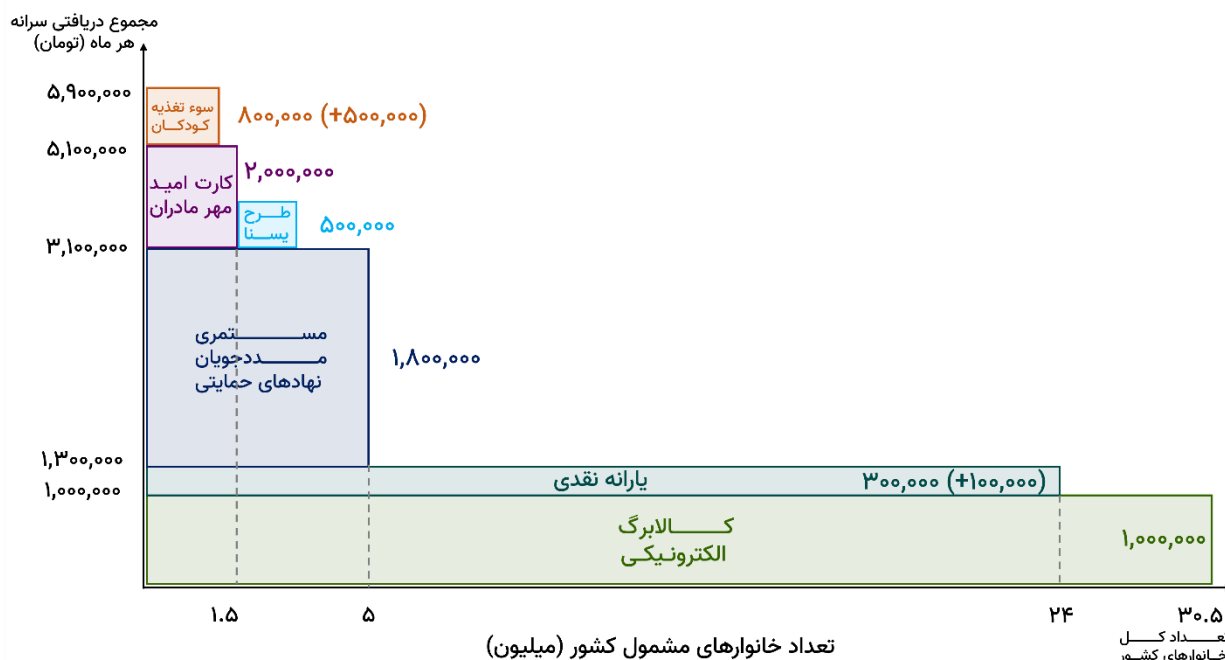 مجموع دریافتی سرانه
هر ماه (تومان)
۵,۹۰۰,۰۰۰
سوء تغذیه
کودکان
۸۰۰,۰۰۰ (+۵۰۰,۰۰۰)
۵,۱۰۰,۰۰۰
کارت امید
مهر مادران
۲,۰۰۰,۰۰۰
طرح
یسنا
۵۰۰,۰۰۰
۳,۱۰۰,۰۰۰
مستمری
مددجویان
نهادهای حمایتی
۱,۸۰۰,۰۰۰
۱,۳۰۰,۰۰۰
یارانه نقدی
۳۰۰,۰۰۰ (+۱۰۰,۰۰۰)
۱,۰۰۰,۰۰۰
کالابرگ
الکترونیکی
۱,۰۰۰,۰۰۰
۱.۵
۵
۲۴
۳۰.۵
تعداد کل
خانوارهای کشور
تعداد خانوارهای مشمول کشور (میلیون)